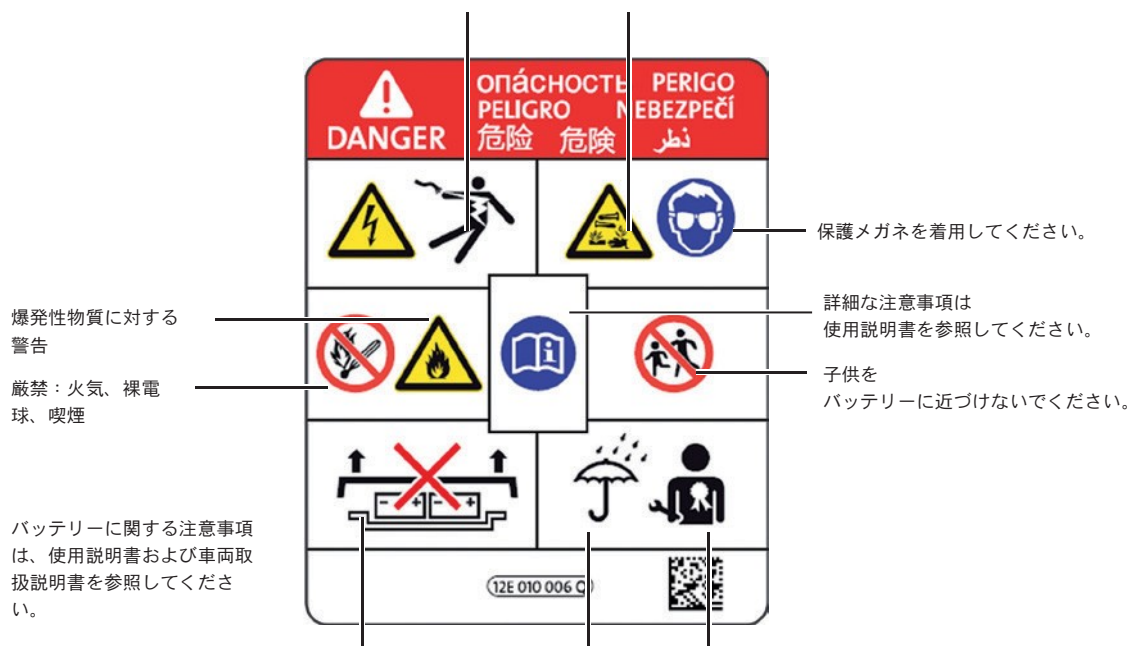 ОПÁСНОСТЬ PERIGO
PELIGRO NEBEZPEČÍ
DANGER 危险 危険 ذطر
保護メガネを着用してください。
詳細な注意事項は
使用説明書を参照してください。
爆発性物質に対する
警告
子供を
バッテリーに近づけないでください。
厳禁：火気、裸電
球、喫煙
バッテリーに関する注意事項
は、使用説明書および車両取
扱説明書を参照してくださ
い。
12E 010 006